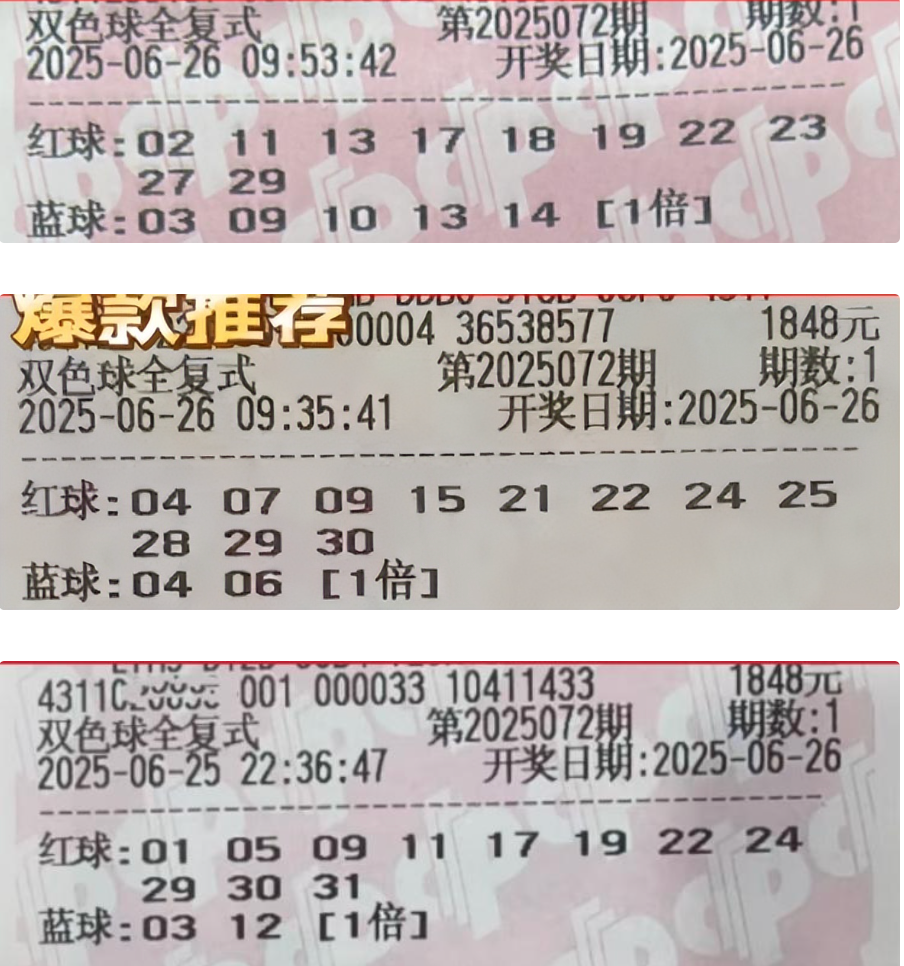 双色球全复式 第2025072期 期数:1
2025-06-26 09:53:42 开奖日期:2025-06-26
红球:02 11 13 17 18 19 22 23
27 29
蓝球:03 09 10 13 14 [1倍]
爆款推荐
00004 36538577 1848元
双色球全复式 第2025072期 期数:1
2025-06-26 09:35:41 开奖日期:2025-06-26
红球:04 07 09 15 21 22 24 25
28 29 30
蓝球:04 06 [1倍]
001 000033 10411433 1848元
双色球全复式 第2025072期 期数:1
2025-06-25 22:36:47 开奖日期:2025-06-26
红球:01 05 09 11 17 19 22 24
29 30 31
蓝球:03 12 [1倍]